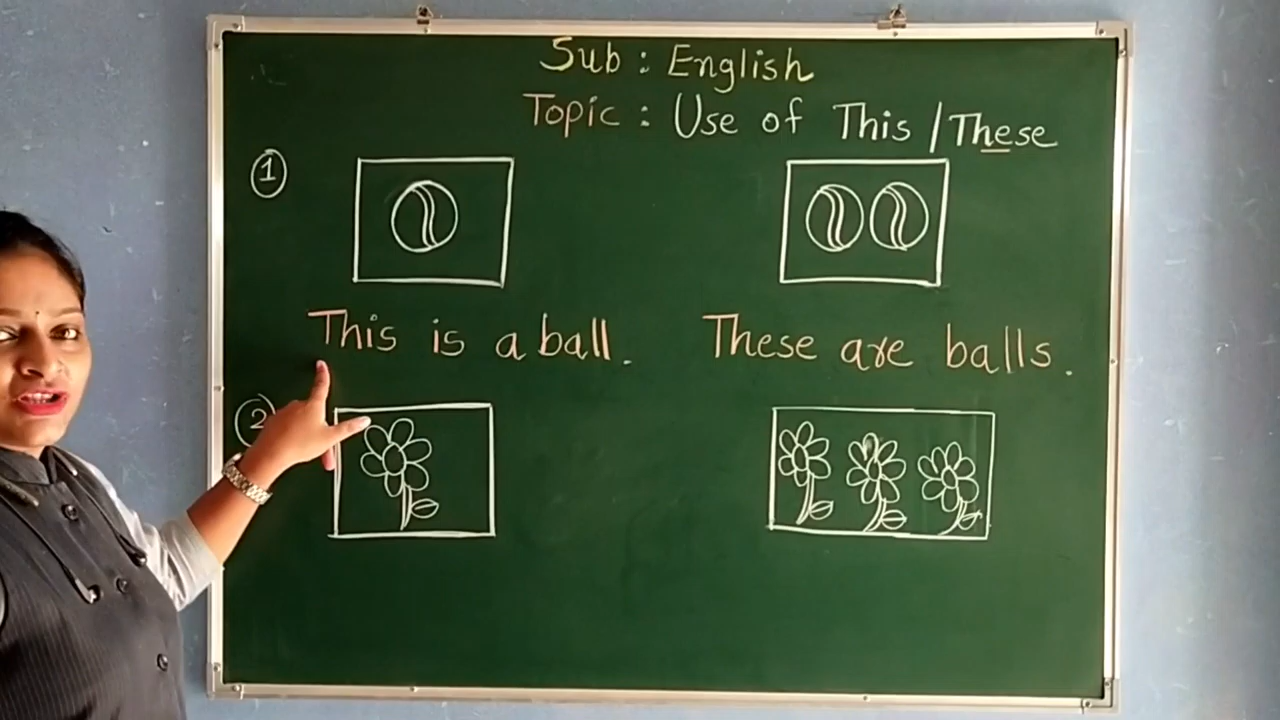 Sub : English
Topic : Use of This / These
1
This is a ball.
These are balls.
2